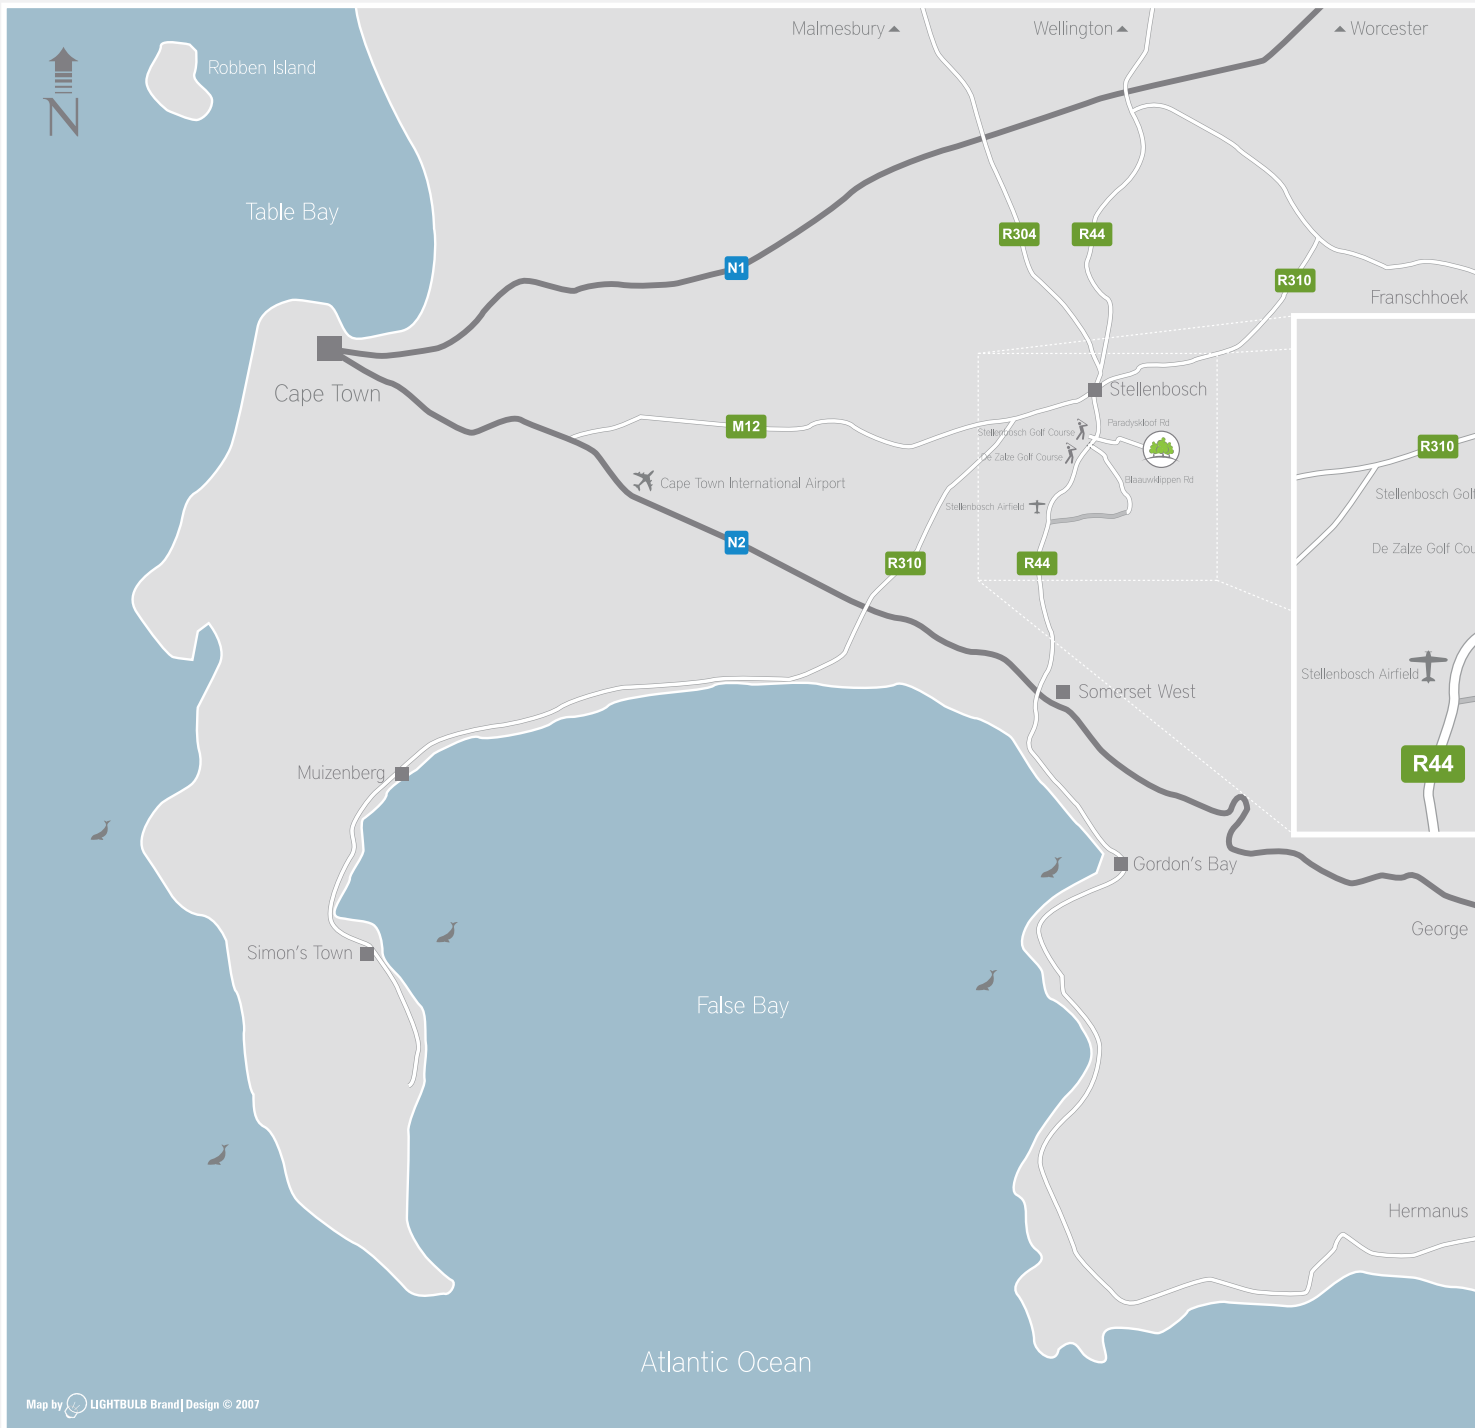 Malmesbury
Wellington
Worcester
Robben Island
N
Table Bay
R304
R44
N1
R310
Franschhoek
Cape Town
Stellenbosch
M12
Paradyskloof Rd
Stellenbosch Golf Course
R310
De Zalze Golf Course
Blaauwklippen Rd
Cape Town International Airport
Stellenbosch Golf
Stellenbosch Airfield
N2
De Zalze Golf Cou
R310
R44
Stellenbosch Airfield
Somerset West
R44
Muizenberg
Gordon's Bay
George
Simon's Town
False Bay
Hermanus
Atlantic Ocean
Map by LIGHTBULB Brand|Design © 2007